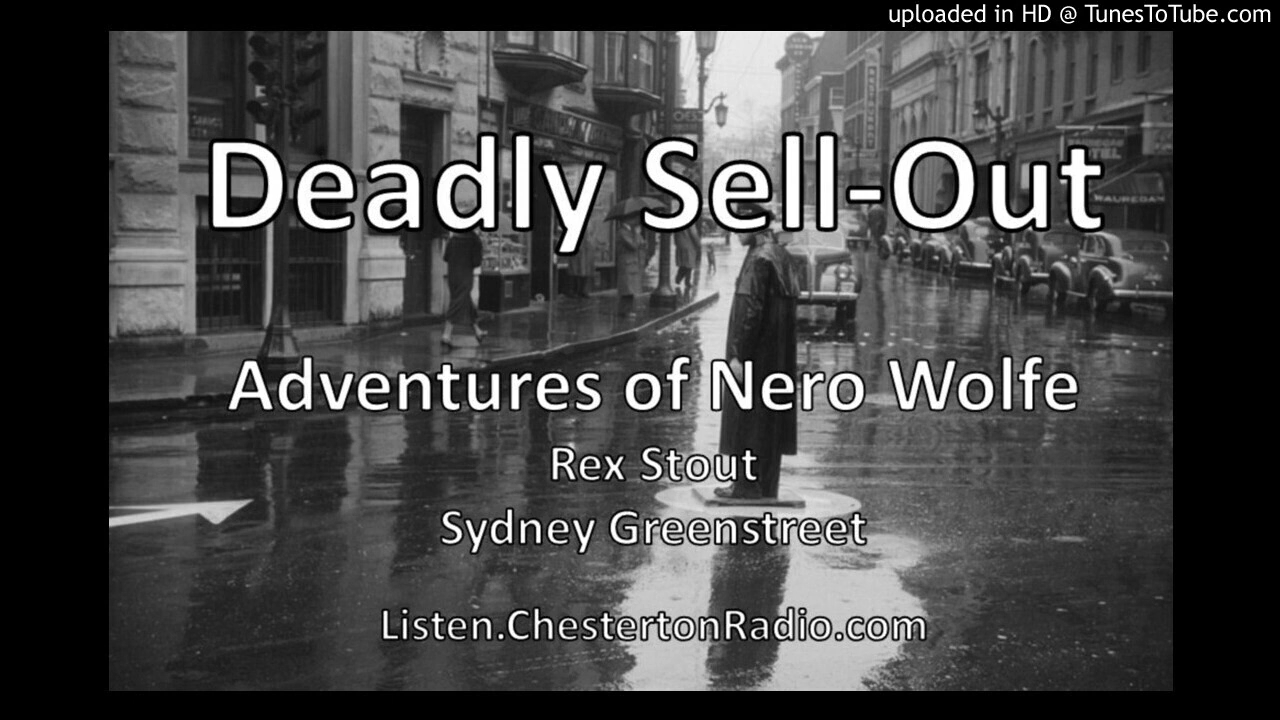 uploaded in HD @ TunesToTube.com
Deadly Sell-Out
Adventures of Nero Wolfe
Rex Stout
Sydney Greenstreet
Listen.ChestertonRadio.com